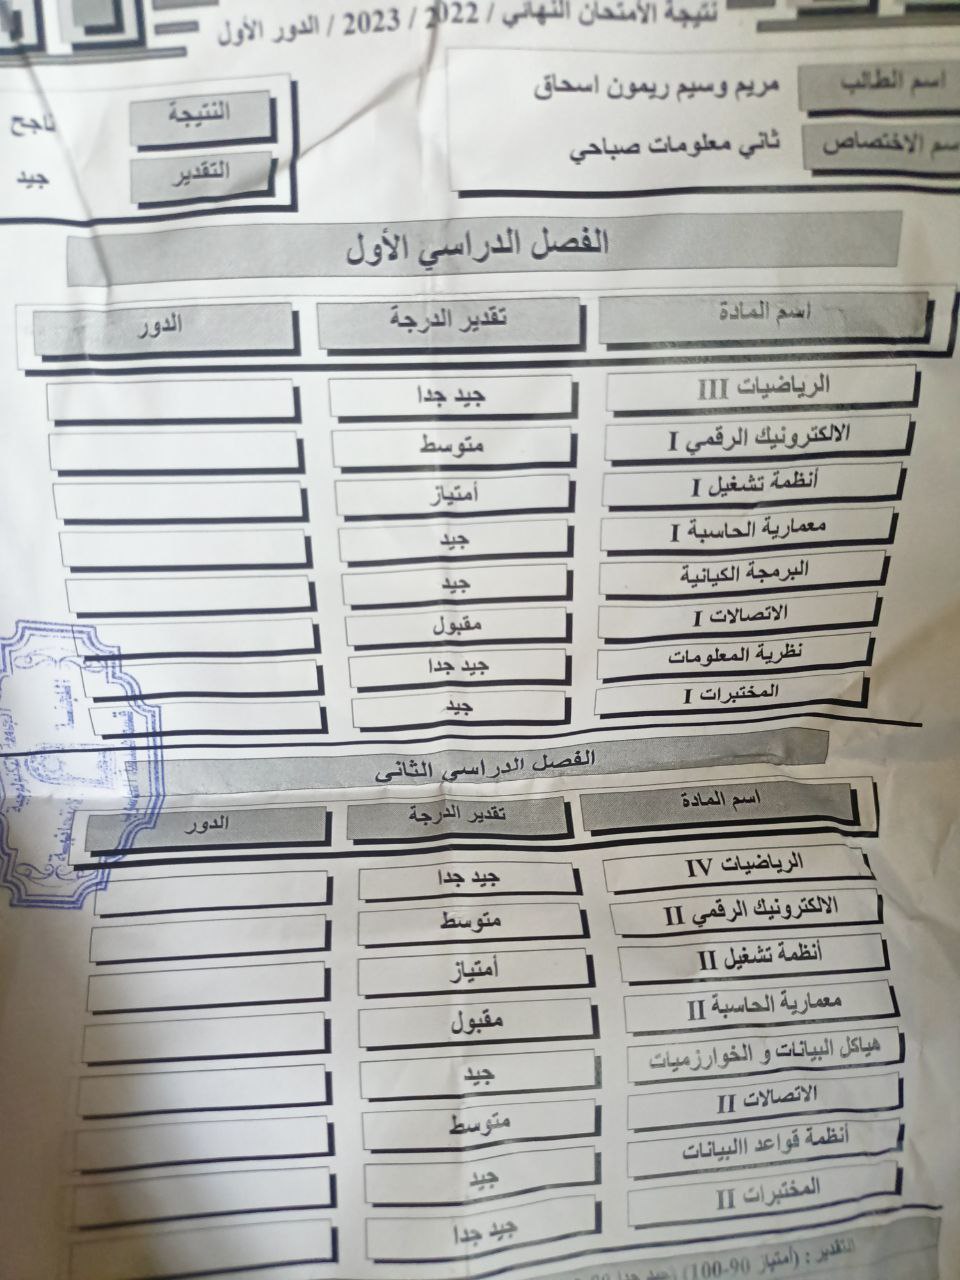 نتيجة الأمتحان النهائي / 2022 / 2023 / الدور الأول
اسم الطالب مريم وسيم ريمون اسحاق
النتيجة ناجح
سم الاختصاص ثاني معلومات صباحي
التقدير جيد
الفصل الدراسي الأول
اسم المادة تقدير الدرجة الدور
الرياضيات III جيد جدا
الالكترونيك الرقمي I متوسط
أنظمة تشغيل I أمتياز
معمارية الحاسبة I جيد
البرمجة الكيانية جيد
الاتصالات I مقبول
نظرية المعلومات جيد جدا
المختبرات I جيد
الفصل الدراسي الثاني
اسم المادة تقدير الدرجة الدور
الرياضيات IV جيد جدا
الالكترونيك الرقمي II متوسط
أنظمة تشغيل II أمتياز
معمارية الحاسبة II مقبول
هياكل البيانات و الخوارزميات جيد
الاتصالات II متوسط
أنظمة قواعد االبيانات جيد
المختبرات II جيد جدا
التقدير : (أمتياز 90-100) (جيد جدا